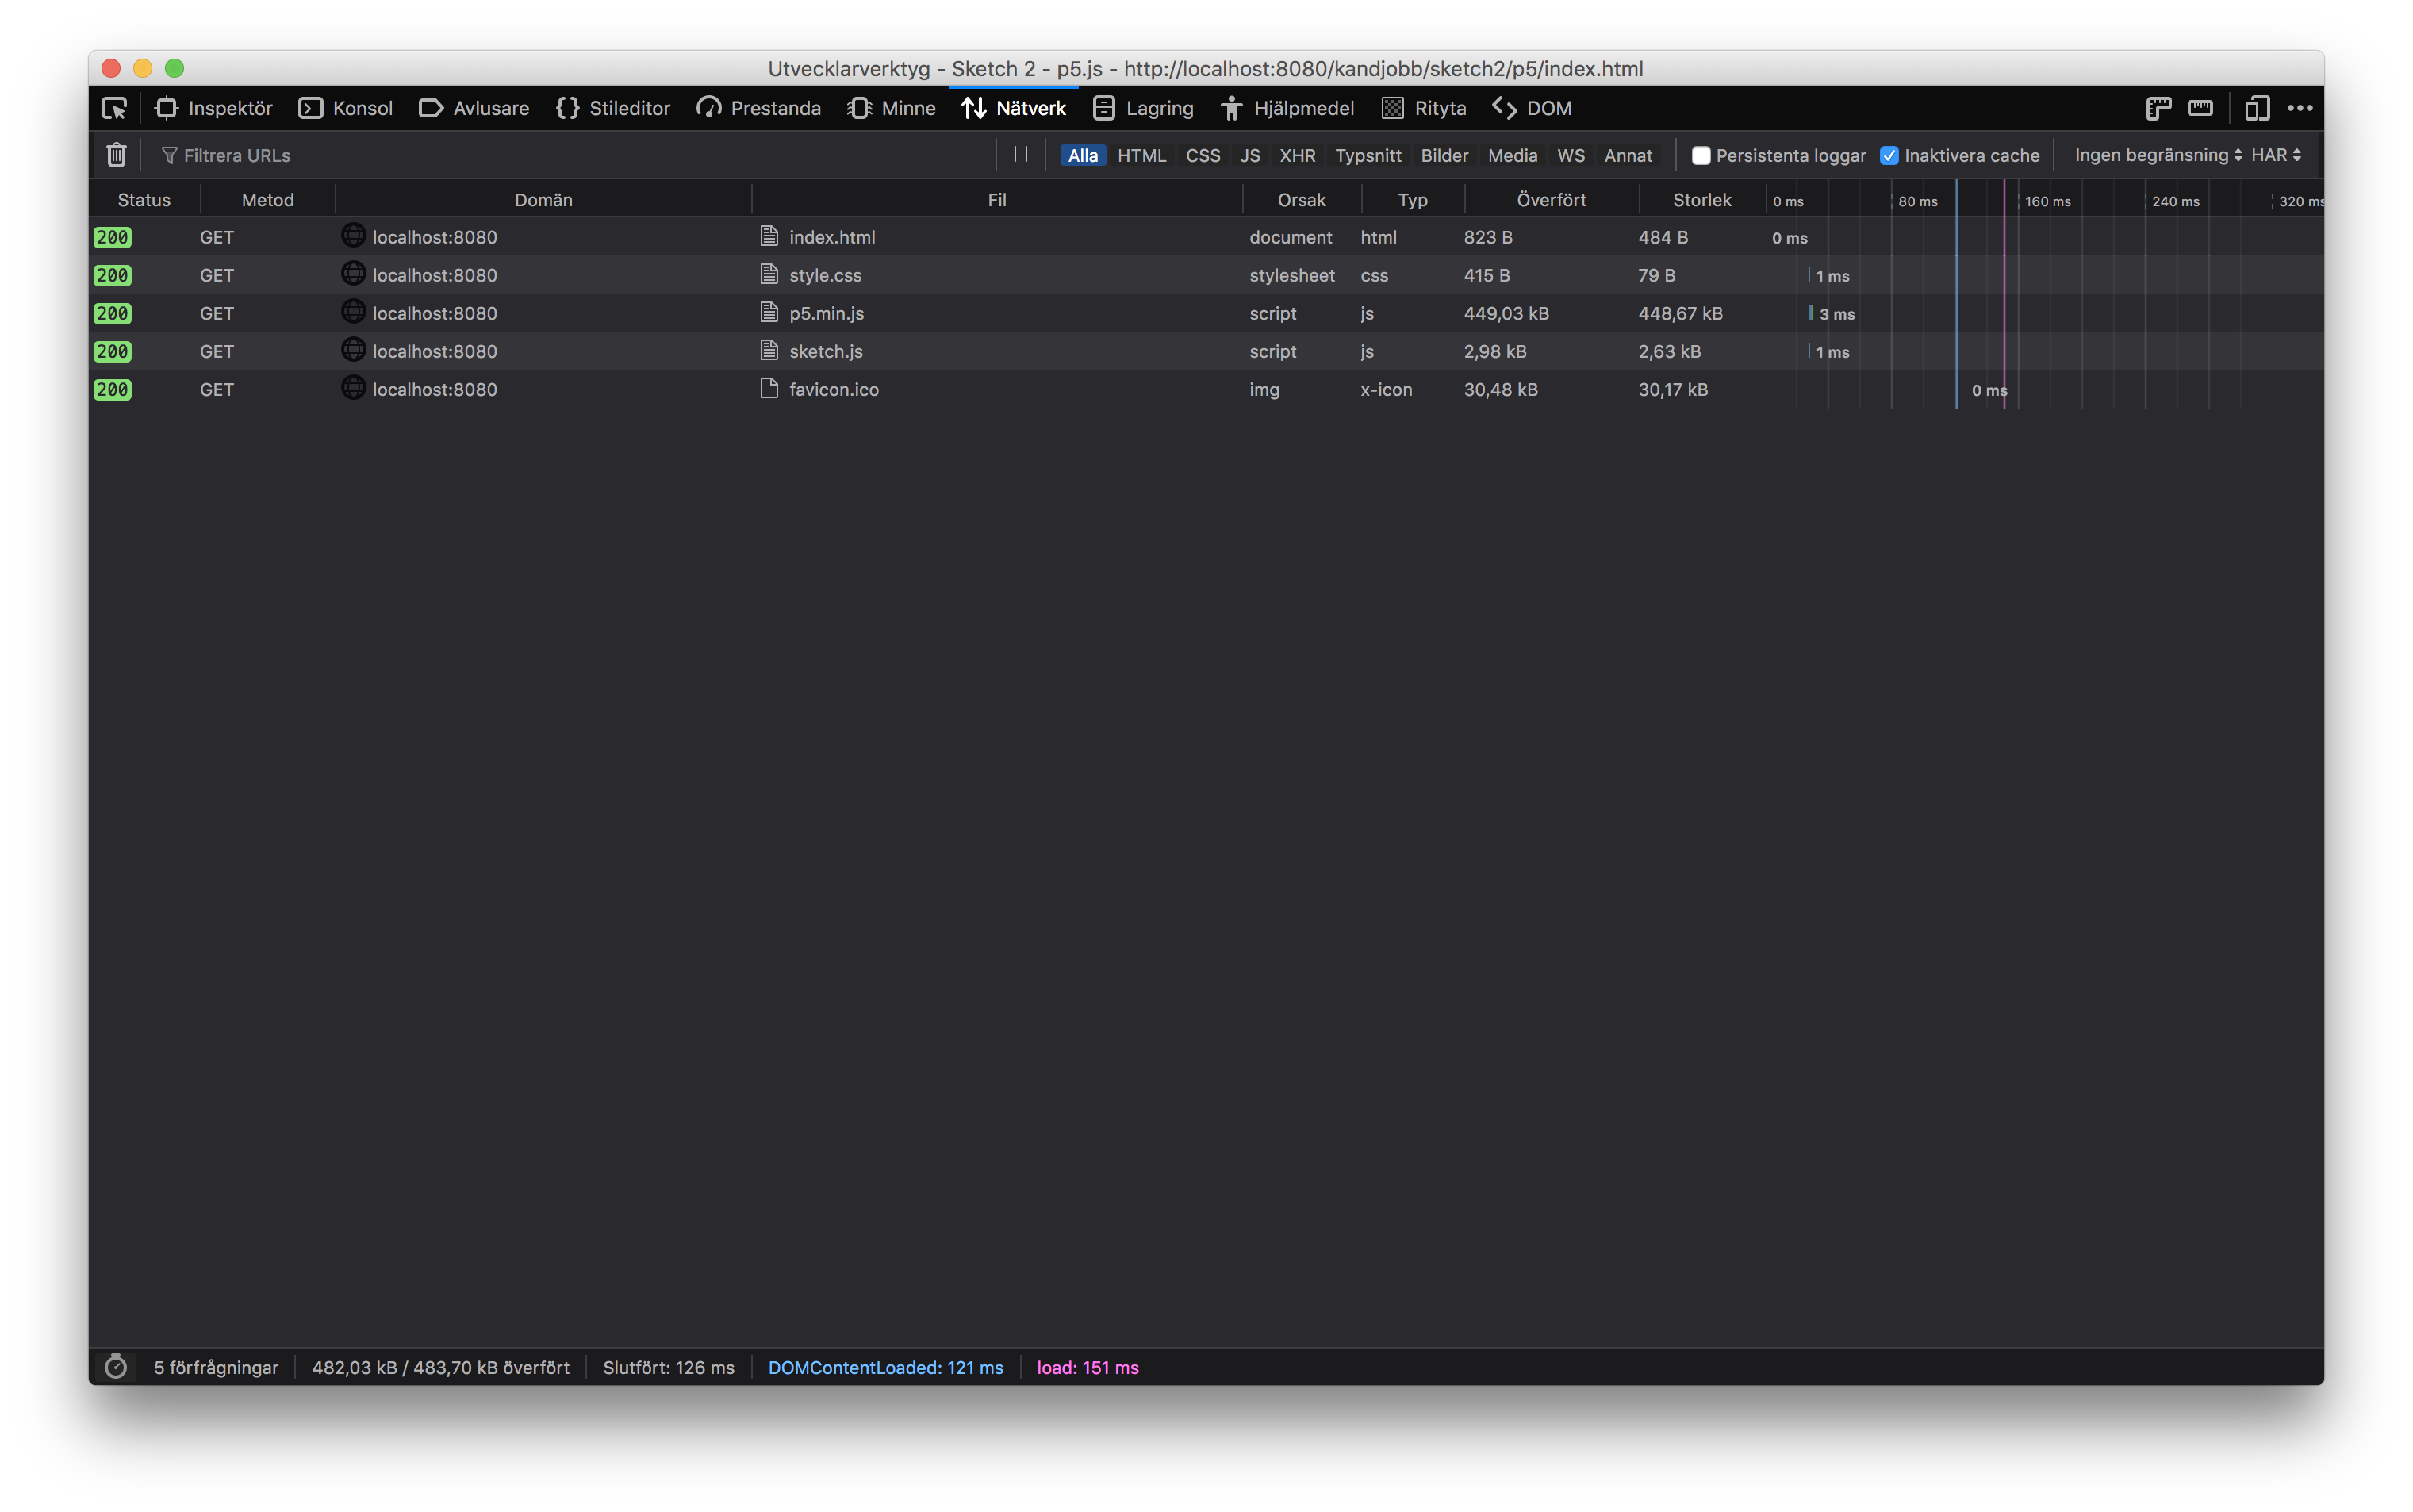 Utvecklarverktyg - Sketch 2 - p5.js - http://localhost:8080/kandjobb/sketch2/p5/index.html
Inspektör Konsol Avlusare Stileditor Prestanda Minne Nätverk Lagring Hjälpmedel Rityta DOM
Filtrera URLs Alla HTML CSS JS XHR Typsnitt Bilder Media WS Annat Persistenta loggar Inaktivera cache Ingen begränsning HAR
Status Metod Domän Fil Orsak Typ Överfört Storlek 0 ms 80 ms 160 ms 240 ms 320 ms
200 GET localhost:8080 index.html document html 823 B 484 B 0 ms
200 GET localhost:8080 style.css stylesheet css 415 B 79 B 1 ms
200 GET localhost:8080 p5.min.js script js 449,03 kB 448,67 kB 3 ms
200 GET localhost:8080 sketch.js script js 2,98 kB 2,63 kB 1 ms
200 GET localhost:8080 favicon.ico img x-icon 30,48 kB 30,17 kB 0 ms
5 förfrågningar 482,03 kB / 483,70 kB överfört Slutfört: 126 ms DOMContentLoaded: 121 ms load: 151 ms